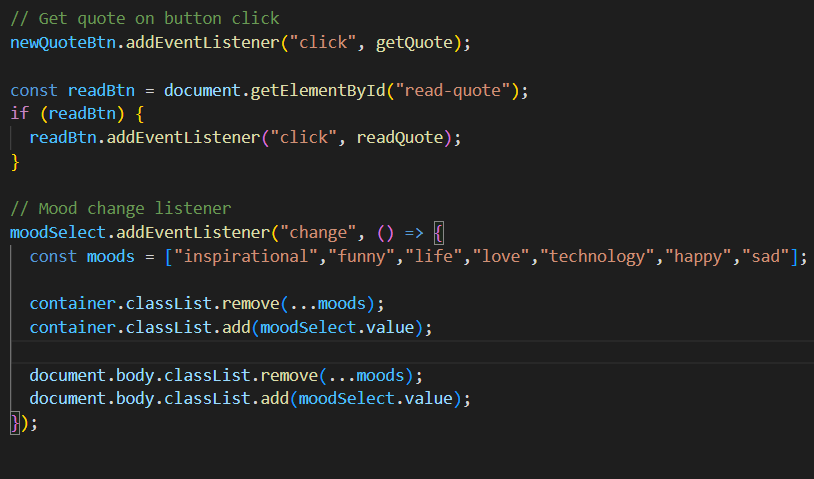 // Get quote on button click
newQuoteBtn.addEventListener("click", getQuote);
const readBtn = document.getElementById("read-quote");
if (readBtn) {
readBtn.addEventListener("click", readQuote);
}
// Mood change listener
moodSelect.addEventListener("change", () => {
const moods = ["inspirational","funny","life","love","technology","happy","sad"];
container.classList.remove(...moods);
container.classList.add(moodSelect.value);
document.body.classList.remove(...moods);
document.body.classList.add(moodSelect.value);
});